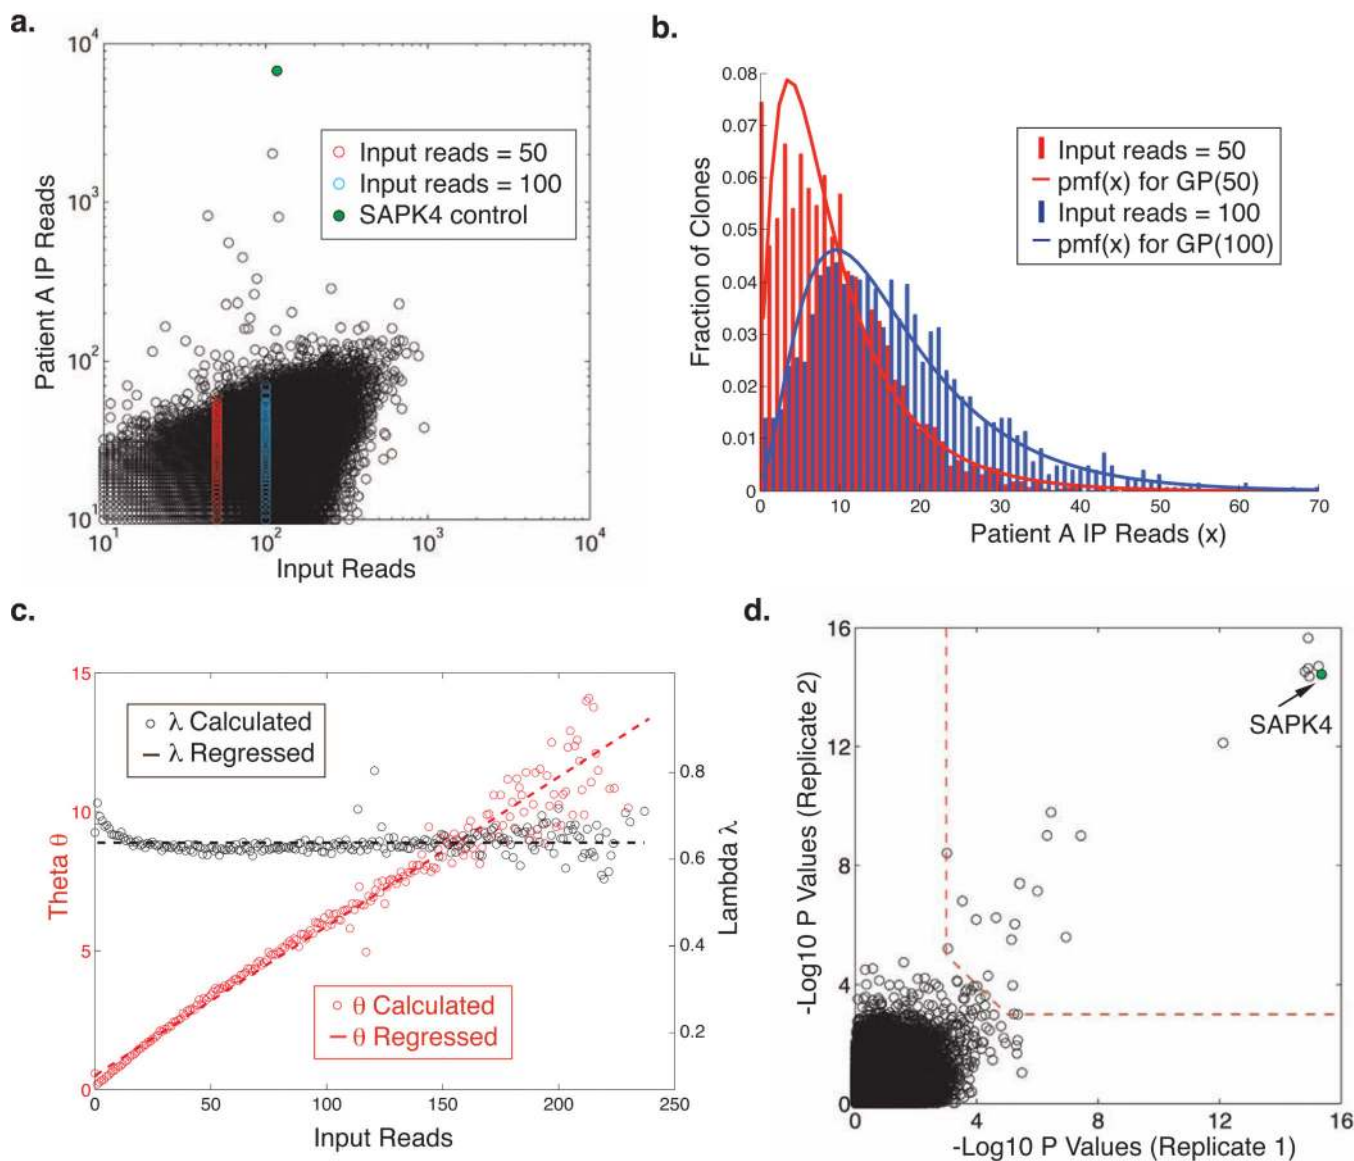 a.
10^4
10^3
10^2
10^1
Patient A IP Reads
Input reads = 50
Input reads = 100
SAPK4 control
10^1
10^2
10^3
10^4
Input Reads
b.
0.08
0.07
0.06
0.05
0.04
0.03
0.02
0.01
0
Fraction of Clones
Input reads = 50
pmf(x) for GP(50)
Input reads = 100
pmf(x) for GP(100)
0 10 20 30 40 50 60 70
Patient A IP Reads (x)
c.
15
10
5
0
Theta θ
λ Calculated
λ Regressed
θ Calculated
θ Regressed
0.8
0.6
0.4
0.2
Lambda λ
0 50 100 150 200 250
Input Reads
d.
16
12
8
4
0
-Log10 P Values (Replicate 2)
SAPK4
0 4 8 12 16
-Log10 P Values (Replicate 1)